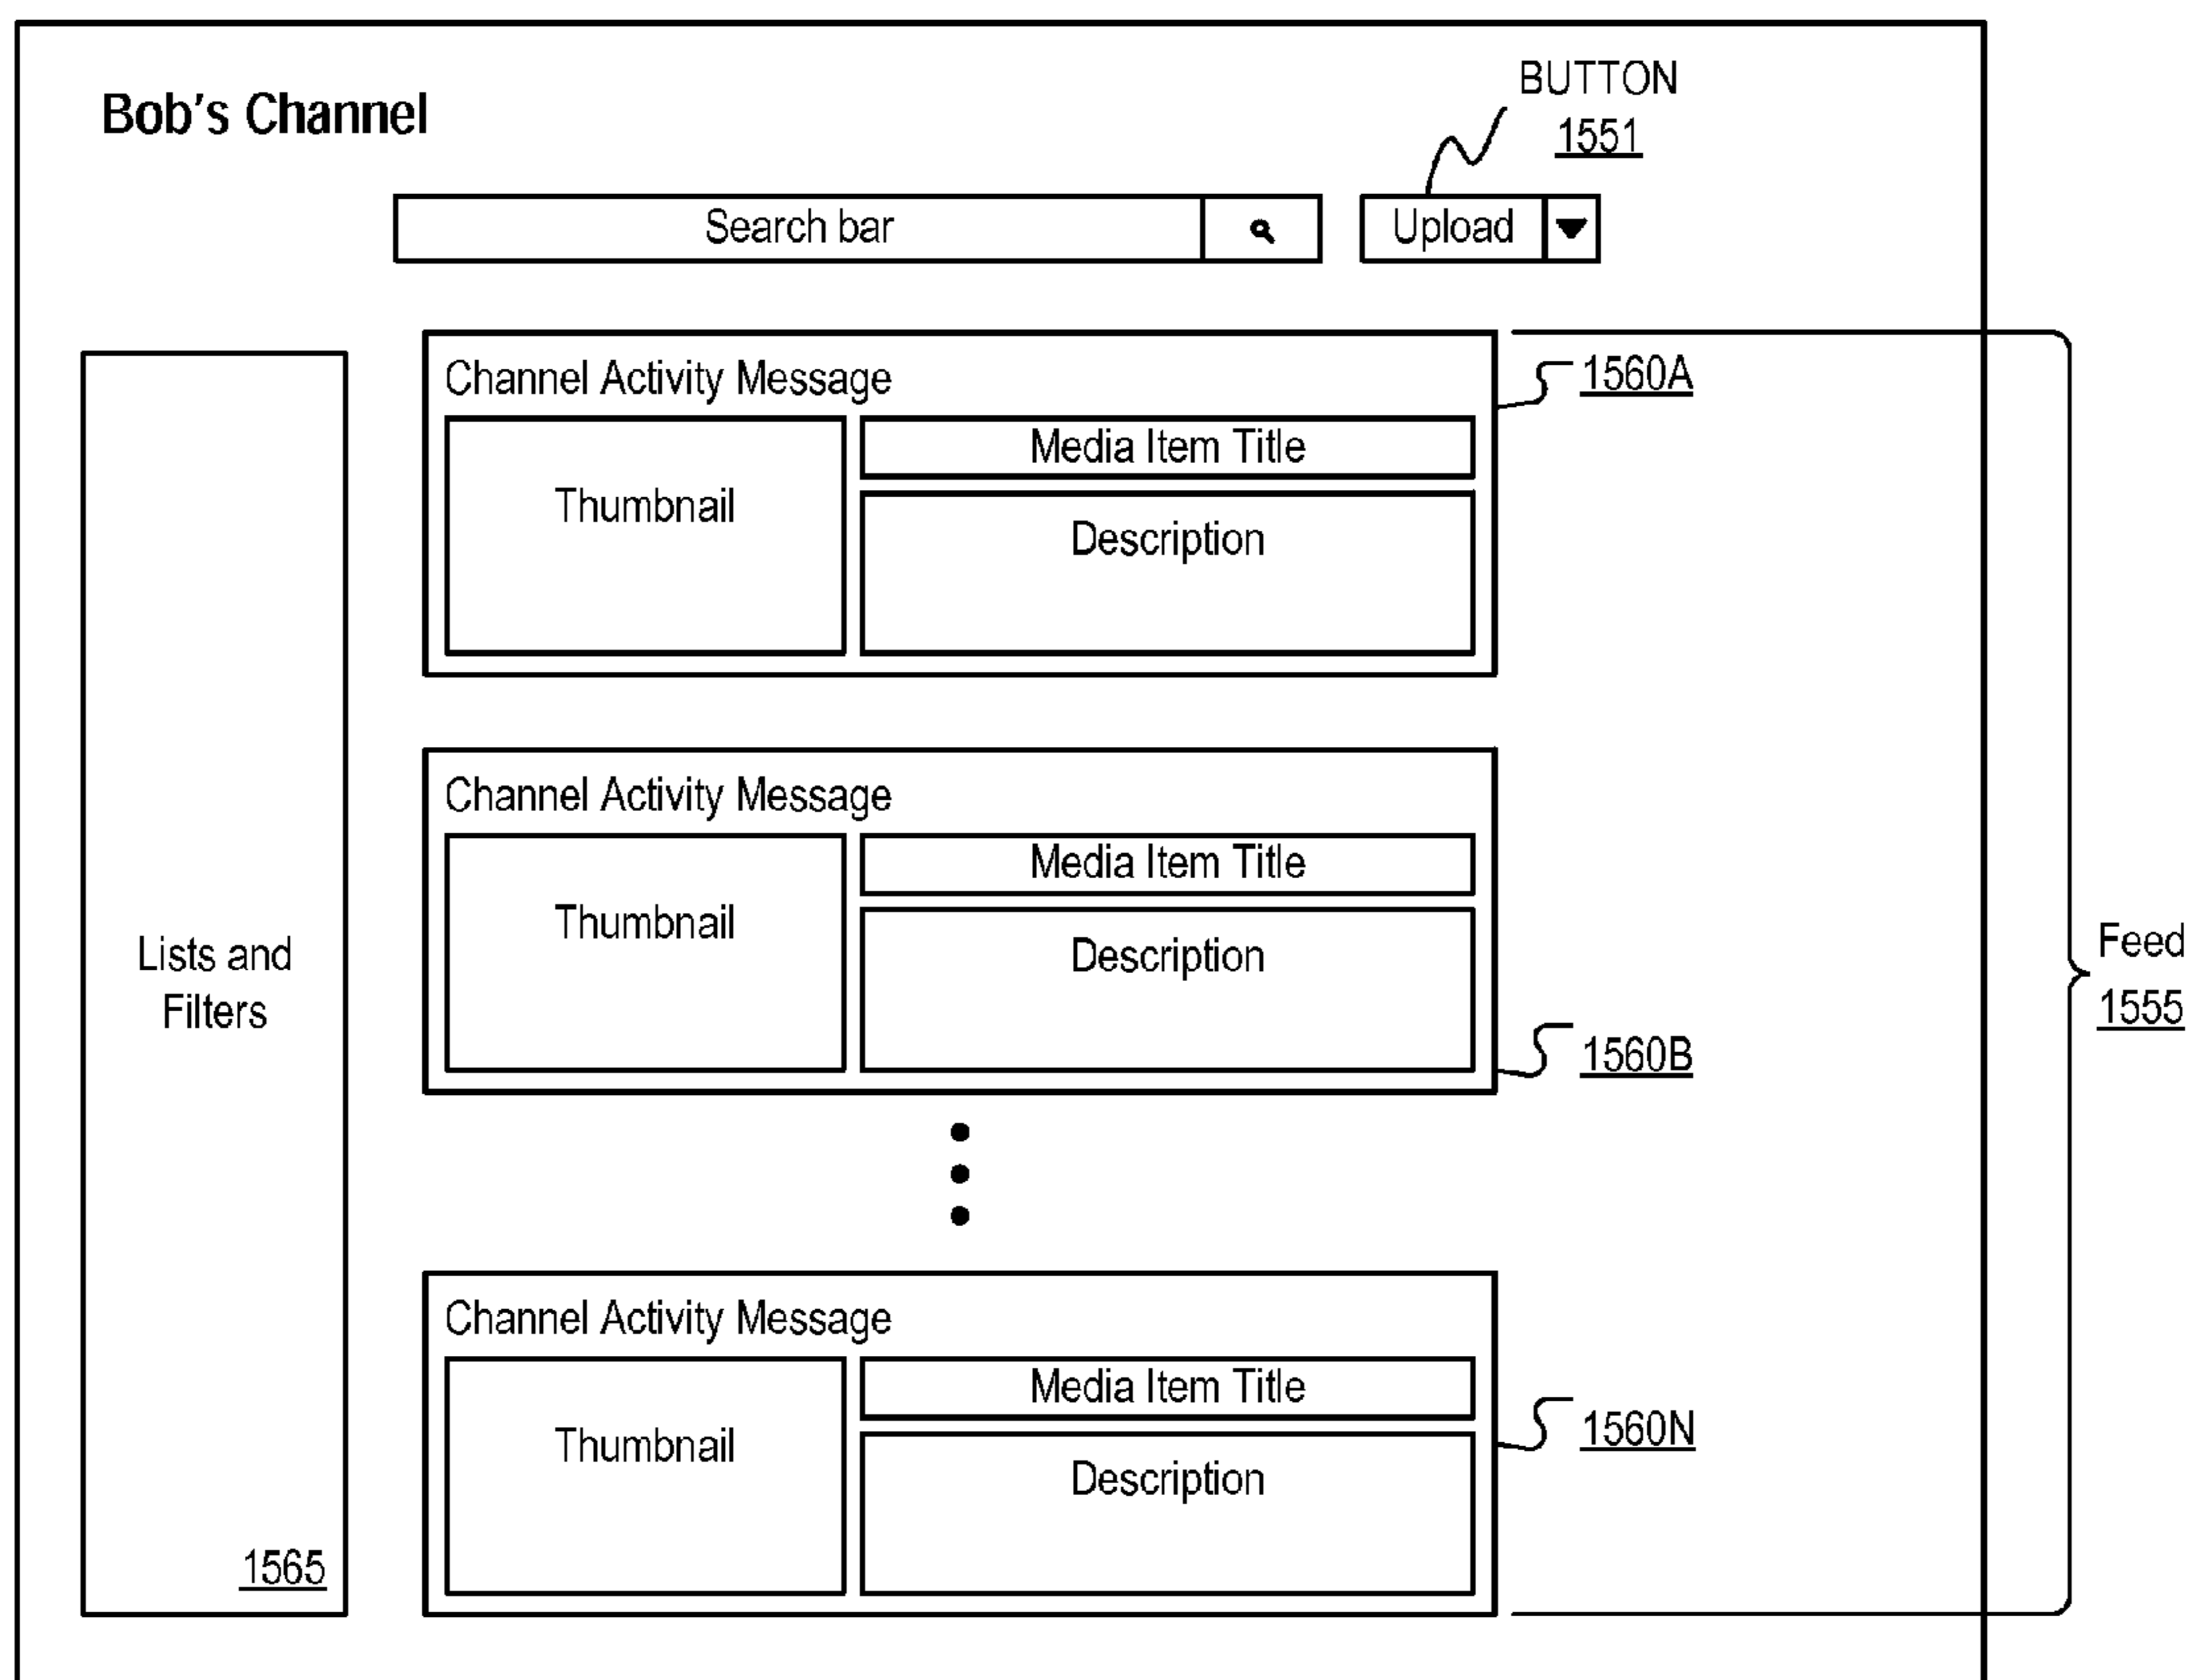 Bob's Channel
BUTTON
1551
Search bar
Upload
Channel Activity Message
1560A
Thumbnail
Media Item Title
Description
Channel Activity Message
Thumbnail
Media Item Title
Description
1560B
Lists and
Filters
1565
Feed
1555
Channel Activity Message
Thumbnail
Media Item Title
Description
1560N